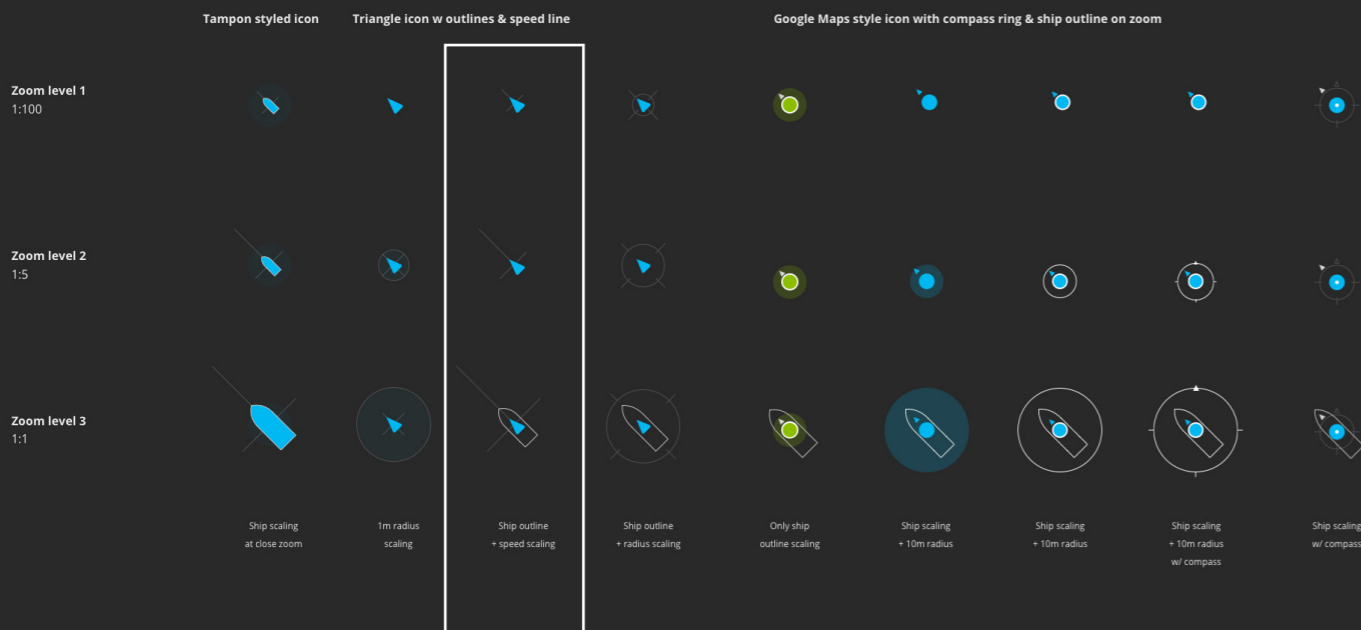 Tampon styled icon
Triangle icon w outlines & speed line
Google Maps style icon with compass ring & ship outline on zoom
Zoom level 1
1:100
Zoom level 2
1:5
Zoom level 3
1:1
Ship scaling
at close zoom
1m radius
scaling
Ship outline
+ speed scaling
Ship outline
+ radius scaling
Only ship
outline scaling
Ship scaling
+ 10m radius
Ship scaling
+ 10m radius
Ship scaling
+ 10m radius
w/ compass
Ship scaling
w/ compass